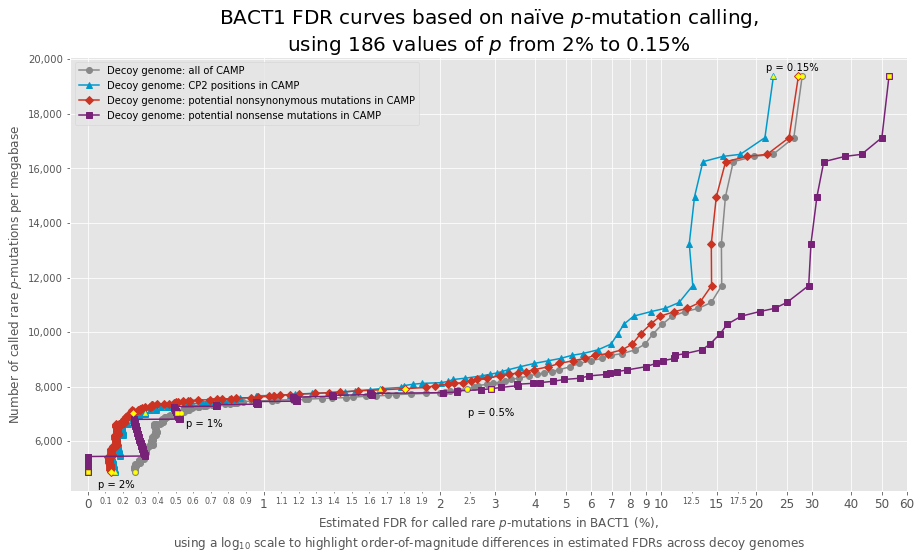 BACT1 FDR curves based on naïve p-mutation calling,
using 186 values of p from 2% to 0.15%
Number of called rare p-mutations per megabase
20,000
18,000
16,000
14,000
12,000
10,000
8,000
6,000
Decoy genome: all of CAMP
Decoy genome: CP2 positions in CAMP
Decoy genome: potential nonsynonymous mutations in CAMP
Decoy genome: potential nonsense mutations in CAMP
p = 0.15%
p = 0.5%
p = 1%
p = 2%
0 0.1 0.2 0.3 0.4 0.5 0.6 0.7 0.8 0.9 1 1.1 1.2 1.3 1.4 1.5 1.6 1.7 1.8 1.9 2 2.5 3 4 5 6 7 8 9 10 12.5 15 17.5 20 25 30 40 50 60
Estimated FDR for called rare p-mutations in BACT1 (%),
using a log₁₀ scale to highlight order-of-magnitude differences in estimated FDRs across decoy genomes